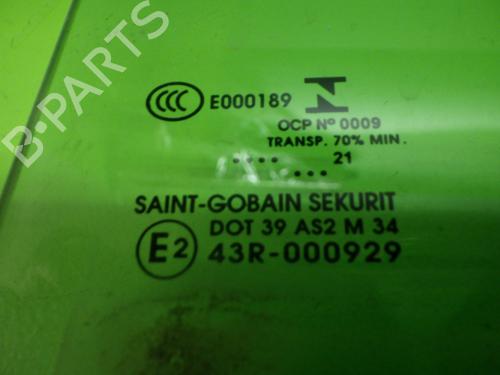 CCC E000189 N
OCP Nº 0009
TRANSP. 70% MIN.
.... 21
. ...
SAINT-GOBAIN SEKURIT
E2 DOT 39 AS2 M 34
43R-000929